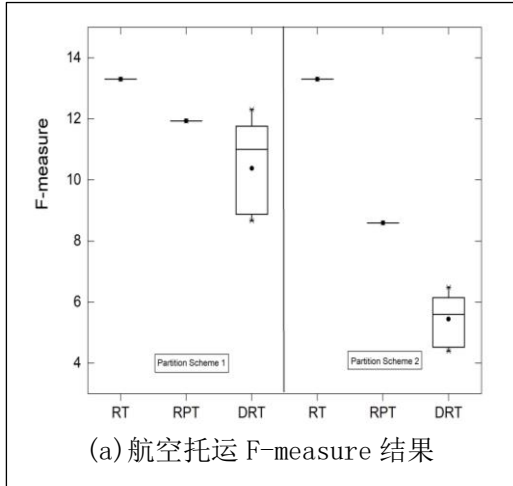 F-measure
14
12
10
8
6
4
Partition Scheme 1
Partition Scheme 2
RT RPT DRT RT RPT DRT
(a)航空托运 F-measure 结果